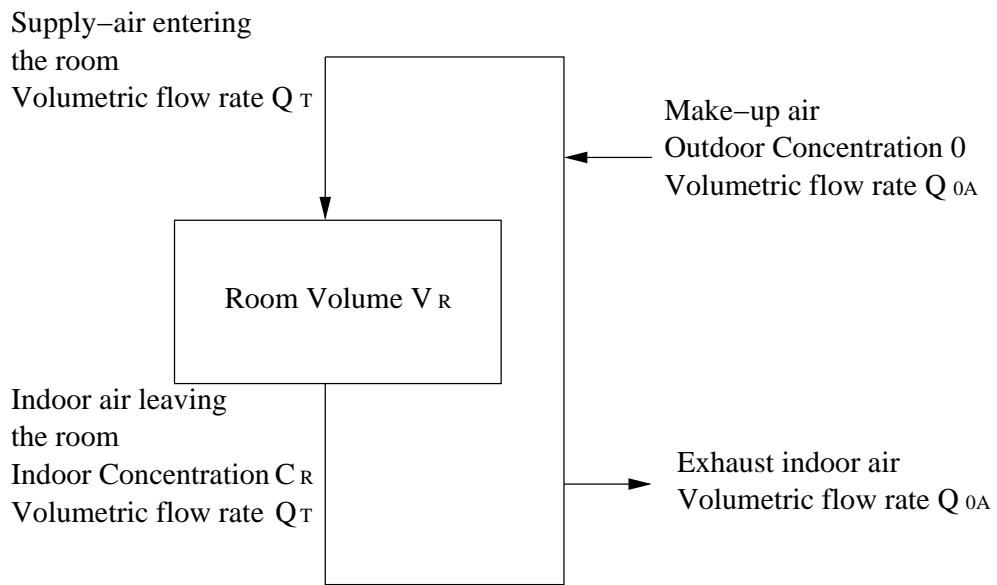 Supply−air entering
the room
Volumetric flow rate Q T
Make−up air
Outdoor Concentration 0
Volumetric flow rate Q 0A
Room Volume V R
Indoor air leaving
the room
Indoor Concentration C R
Volumetric flow rate Q T
Exhaust indoor air
Volumetric flow rate Q 0A